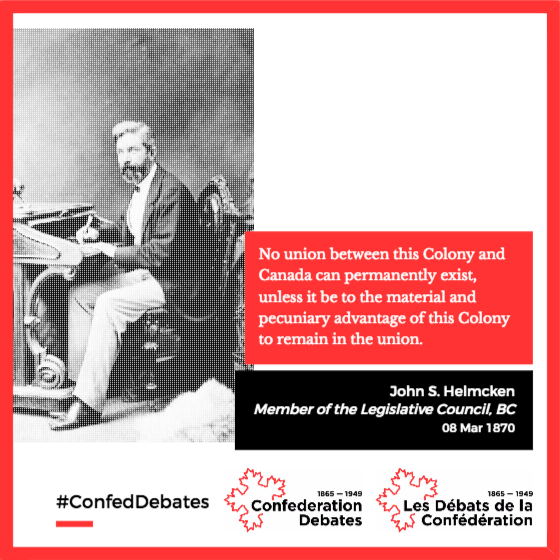 No union between this Colony and
Canada can permanently exist,
unless it be to the material and
pecuniary advantage of this Colony
to remain in the union.
John S. Helmcken
Member of the Legislative Council, BC
08 Mar 1870
#ConfedDebates
1865 — 1949
Confederation
Debates
1865 — 1949
Les Débats de la
Confédération